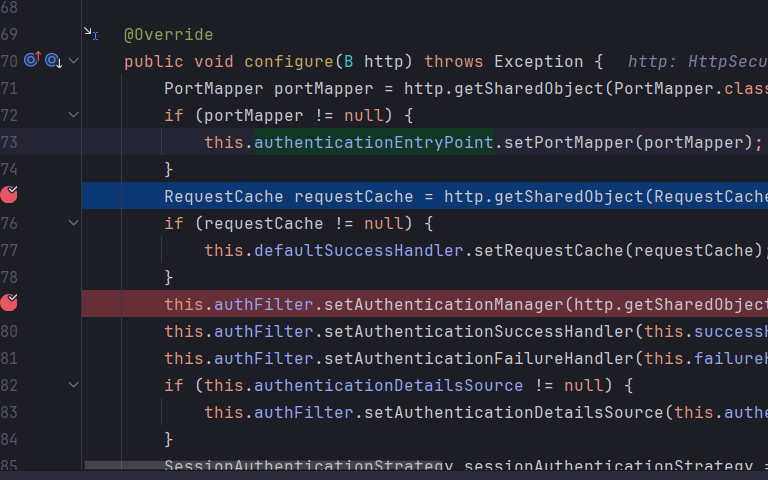 68
69 @Override
70 public void configure(B http) throws Exception { http: HttpSecu
71 PortMapper portMapper = http.getSharedObject(PortMapper.class
72 if (portMapper != null) {
73 this.authenticationEntryPoint.setPortMapper(portMapper);
74 }
RequestCache requestCache = http.getSharedObject(RequestCache
76 if (requestCache != null) {
77 this.defaultSuccessHandler.setRequestCache(requestCache);
78 }
this.authFilter.setAuthenticationManager(http.getSharedObject
80 this.authFilter.setAuthenticationSuccessHandler(this.successH
81 this.authFilter.setAuthenticationFailureHandler(this.failureH
82 if (this.authenticationDetailsSource != null) {
83 this.authFilter.setAuthenticationDetailsSource(this.authe
84 }
85 SessionAuthenticationStrategy sessionAuthenticationStrategy =